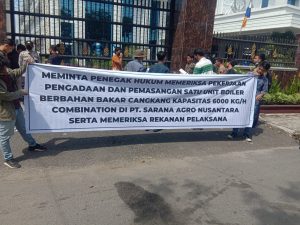 MEMINTA PENEGAK HUKUM MEMERIKSA PEKERJAAN
PENGADAAN DAN PEMASANGAN SATU UNIT BOILER
BERBAHAN BAKAR CANGKANG KAPASITAS 6000 KG/H
COMBINATION DI PT. SARANA AGRO NUSANTARA
SERTA MEMERIKSA REKANAN PELAKSANA